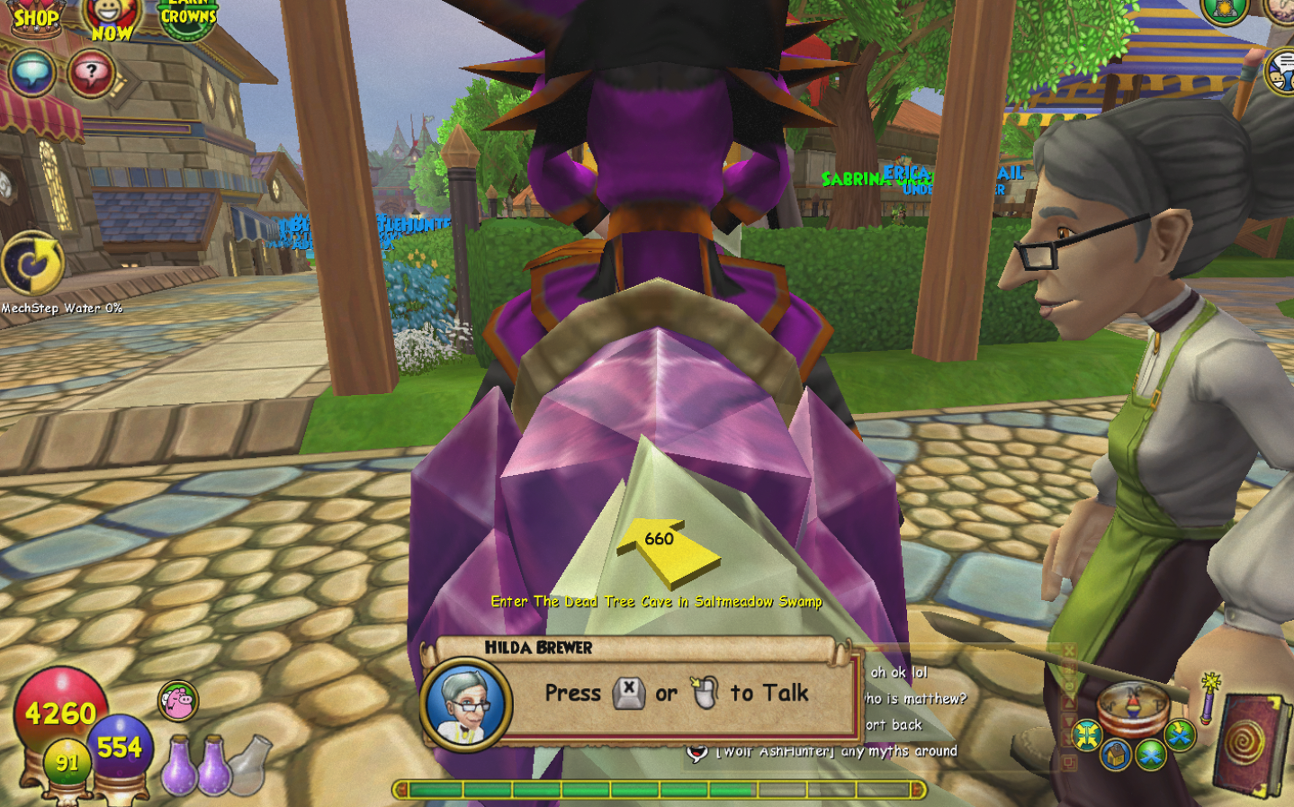 SHOP
NOW
EARN
CROWNS
?
SABRINA
ERICA
MechStep Water 0%
660
Enter The Dead Tree Cave in Saltmeadow Swamp
HILDA BREWER
Press X or to Talk
oh ok lol
who is matthew?
ort back
[Wolf AshHunter] any myths around
4260
554
91
N